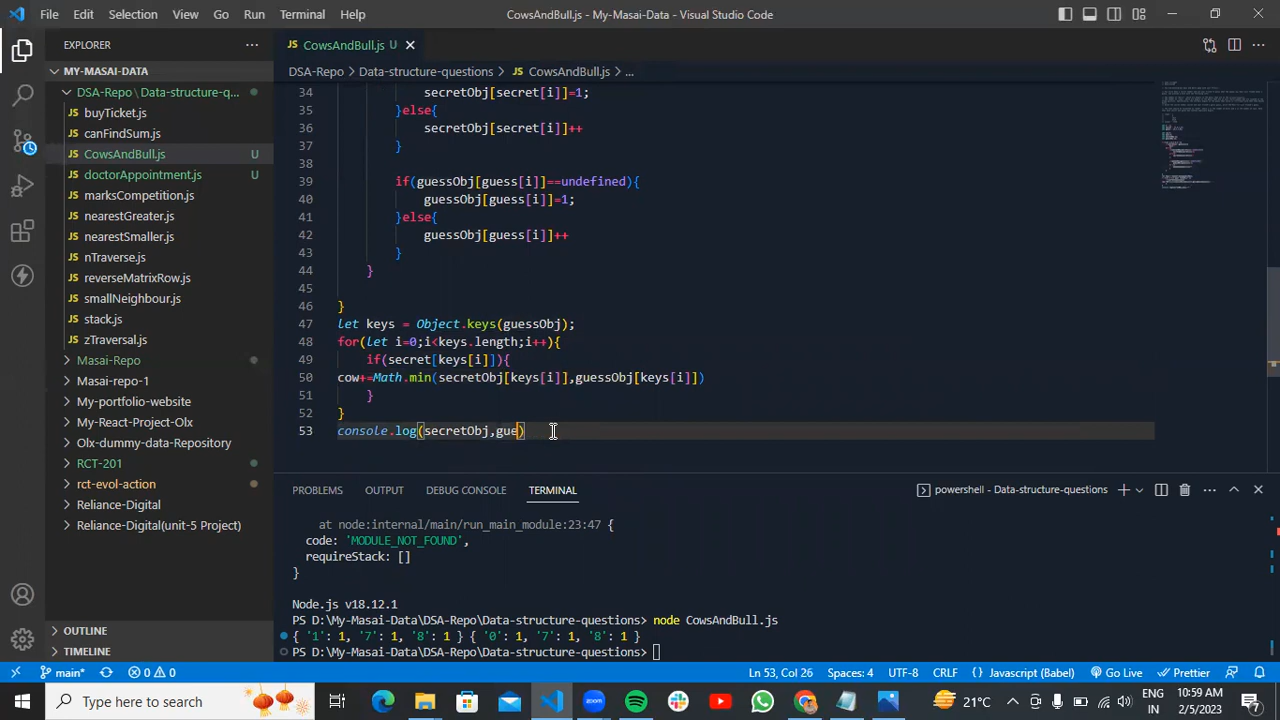 File Edit Selection View Go Run Terminal Help
CowsAndBull.js - My-Masai-Data - Visual Studio Code
EXPLORER
MY-MASAI-DATA
DSA-Repo \ Data-structure-q...
buyTicket.js
canFindSum.js
CowsAndBull.js U
doctorAppointment.js U
marksCompetition.js
nearestGreater.js
nearestSmaller.js
nTraverse.js
reverseMatrixRow.js
smallNeighbour.js
stack.js
zTraversal.js
Masai-Repo
Masai-repo-1
My-portfolio-website
My-React-Project-Olx
Olx-dummy-data-Repository
RCT-201
rct-evol-action
Reliance-Digital
Reliance-Digital(unit-5 Project)
OUTLINE
TIMELINE
JS CowsAndBull.js U
DSA-Repo > Data-structure-questions > JS CowsAndBull.js > ...
34 secretObj[secret[i]]=1;
35 }else{
36 secretObj[secret[i]]++
37 }
38
39 if(guessObj[guess[i]]==undefined){
40 guessObj[guess[i]]=1;
41 }else{
42 guessObj[guess[i]]++
43 }
44 }
45
46 }
47 let keys = Object.keys(guessObj);
48 for(let i=0;i<keys.length;i++){
49 if(secret[keys[i]]){
50 cow+=Math.min(secretObj[keys[i]],guessObj[keys[i]])
51 }
52 }
53 console.log(secretObj,gue)
PROBLEMS OUTPUT DEBUG CONSOLE TERMINAL
powershell - Data-structure-questions
at node:internal/main/run_main_module:23:47 {
code: 'MODULE_NOT_FOUND',
requireStack: []
}
Node.js v18.12.1
PS D:\My-Masai-Data\DSA-Repo\Data-structure-questions> node CowsAndBull.js
{ '1': 1, '7': 1, '8': 1 } { '0': 1, '7': 1, '8': 1 }
PS D:\My-Masai-Data\DSA-Repo\Data-structure-questions>
main* 0 0 Ln 53, Col 26 Spaces: 4 UTF-8 CRLF {} JavaScript (Babel) Go Live Prettier
Type here to search
21°C
ENG
IN
10:59 AM
2/5/2023